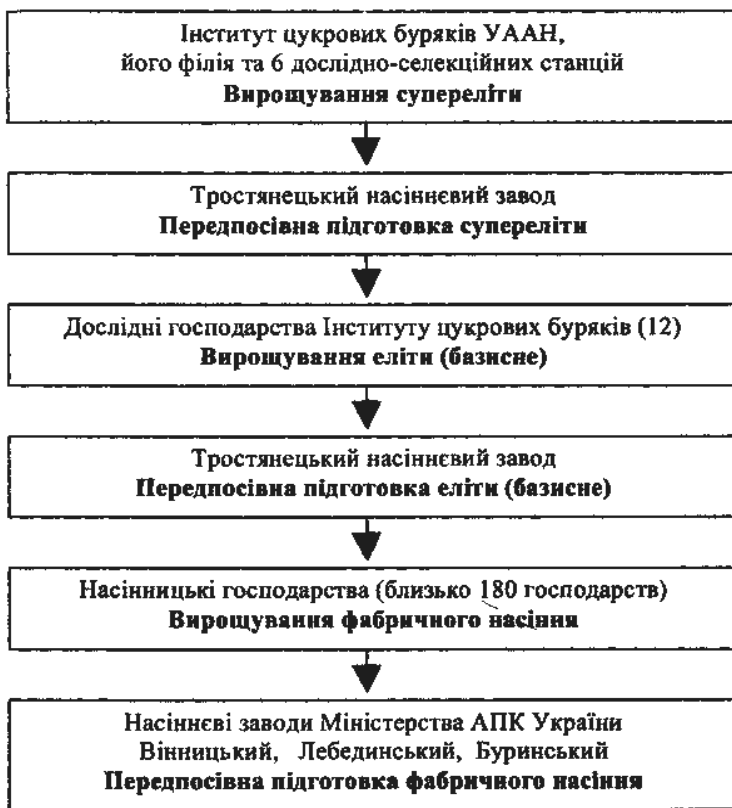 Інститут цукрових буряків УААН,
його філія та 6 дослідно-селекційних станцій
Вирощування супереліти
Тростянецький насіннєвий завод
Передпосівна підготовка супереліти
Дослідні господарства Інституту цукрових буряків (12)
Вирощування еліти (базисне)
Тростянецький насіннєвий завод
Передпосівна підготовка еліти (базисне)
Насінницькі господарства (близько 180 господарств)
Вирощування фабричного насіння
Насіннєві заводи Міністерства АПК України
Вінницький, Лебединський, Буринський
Передпосівна підготовка фабричного насіння